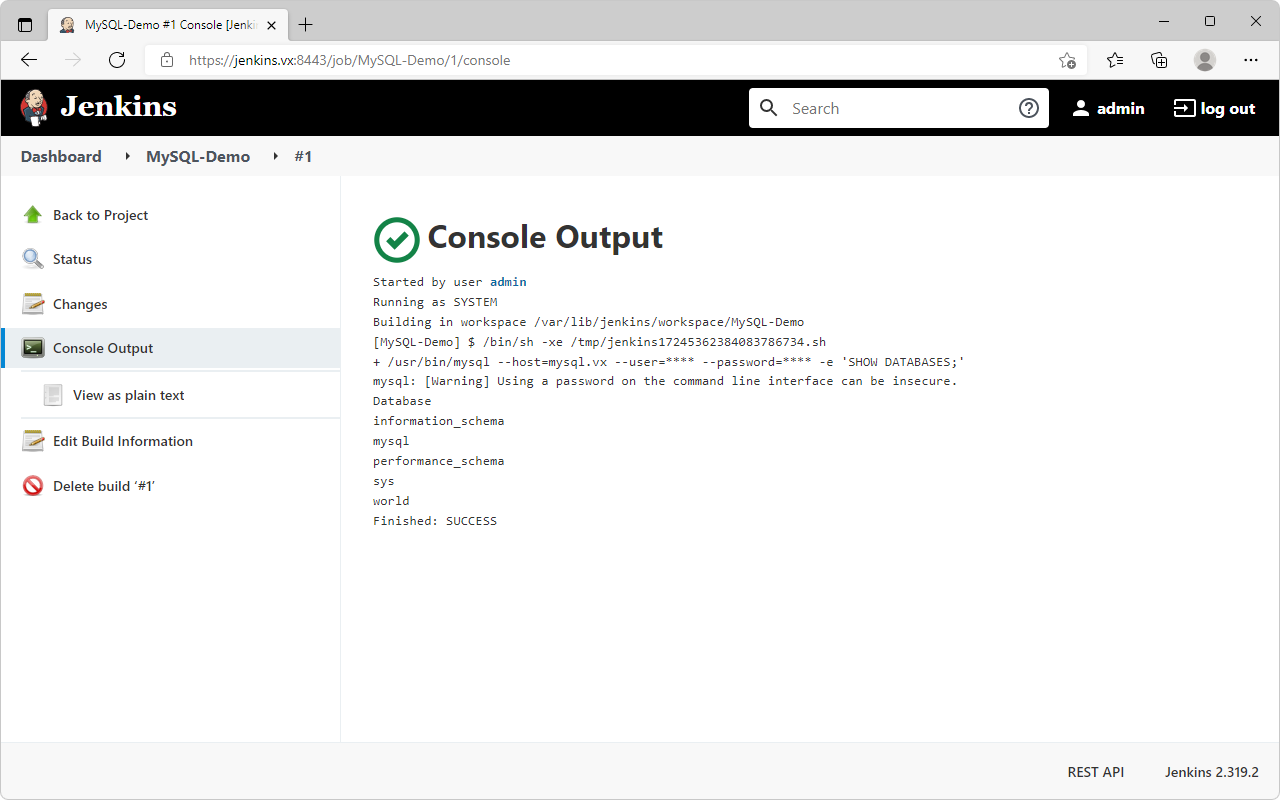 MySQL-Demo #1 Console [Jenki
https://jenkins.vx:8443/job/MySQL-Demo/1/console
Jenkins
Search
admin
log out
Dashboard
MySQL-Demo
#1
Back to Project
Status
Changes
Console Output
View as plain text
Edit Build Information
Delete build ‘#1’
Console Output
Started by user admin
Running as SYSTEM
Building in workspace /var/lib/jenkins/workspace/MySQL-Demo
[MySQL-Demo] $ /bin/sh -xe /tmp/jenkins17245362384083786734.sh
+ /usr/bin/mysql --host=mysql.vx --user=**** --password=**** -e 'SHOW DATABASES;'
mysql: [Warning] Using a password on the command line interface can be insecure.
Database
information_schema
mysql
performance_schema
sys
world
Finished: SUCCESS
REST API
Jenkins 2.319.2